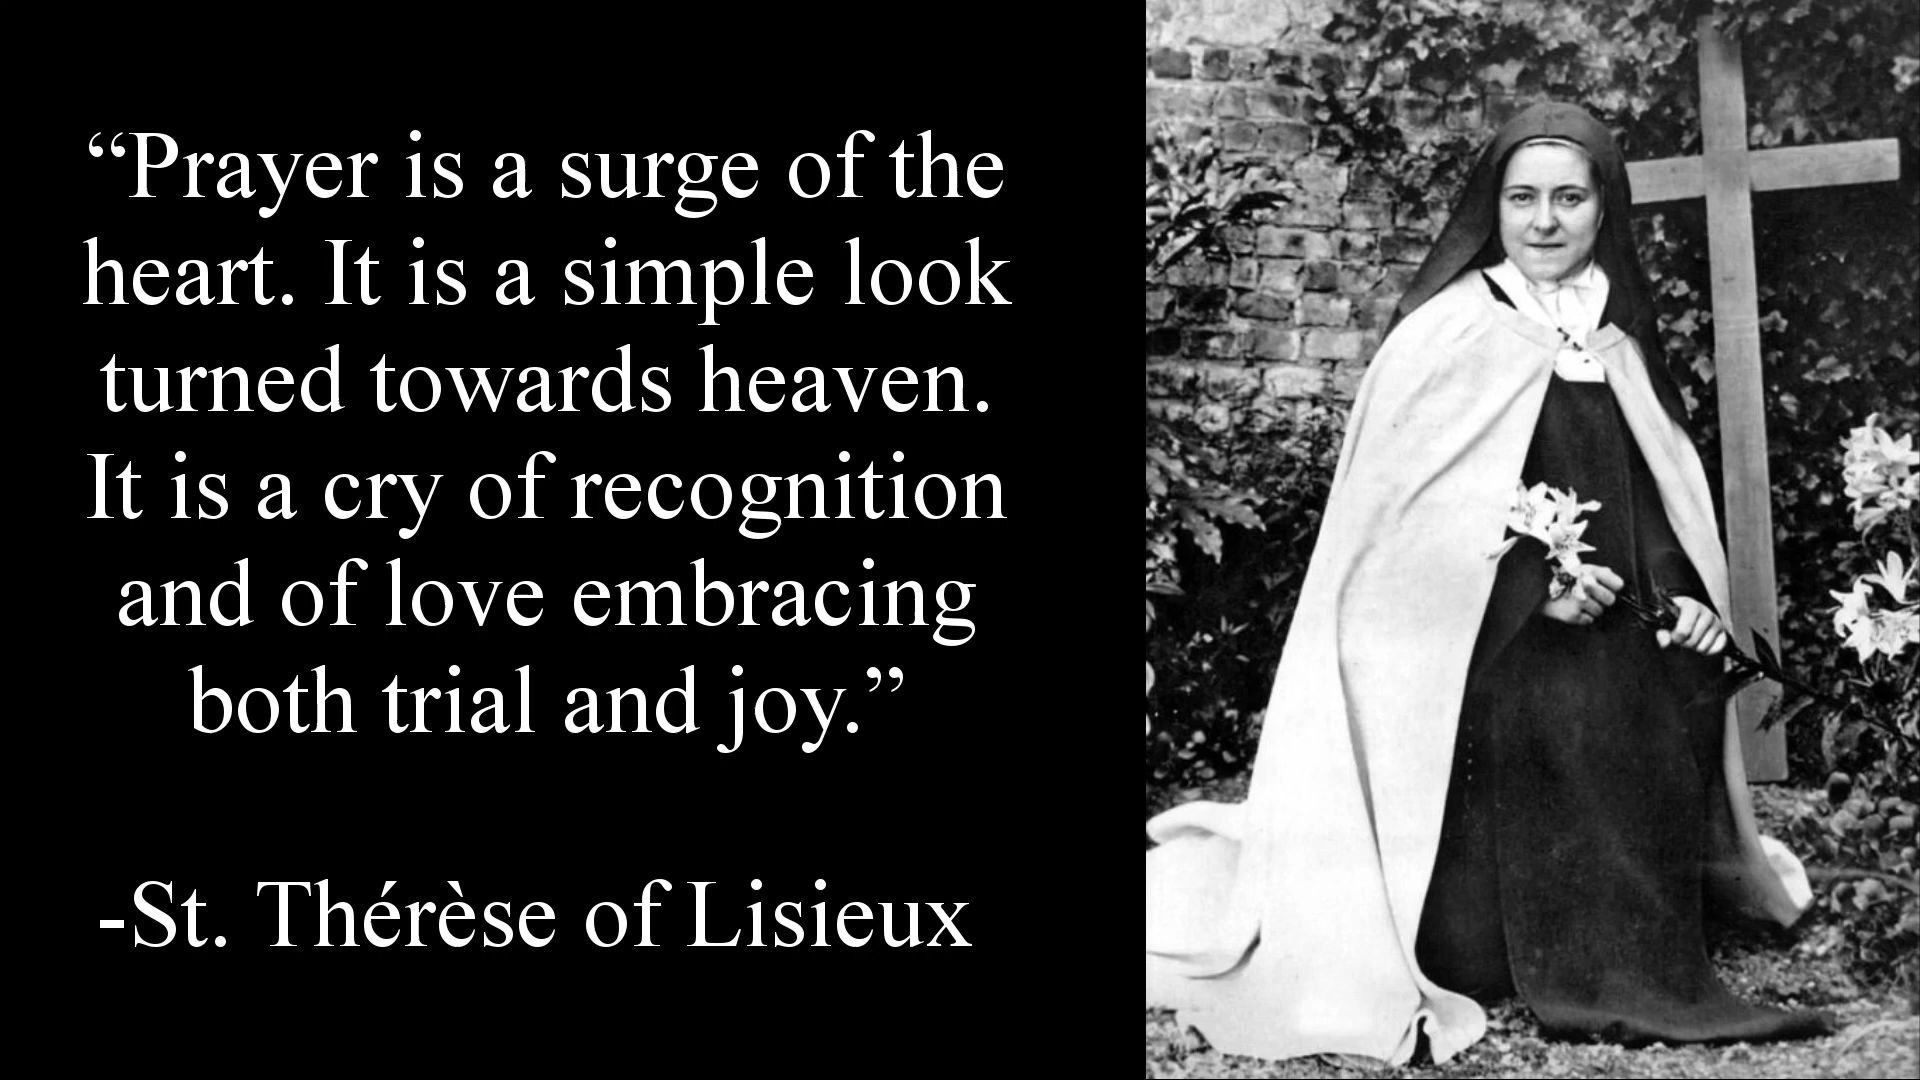 “Prayer is a surge of the
heart. It is a simple look
turned towards heaven.
It is a cry of recognition
and of love embracing
both trial and joy.”
-St. Thérèse of Lisieux